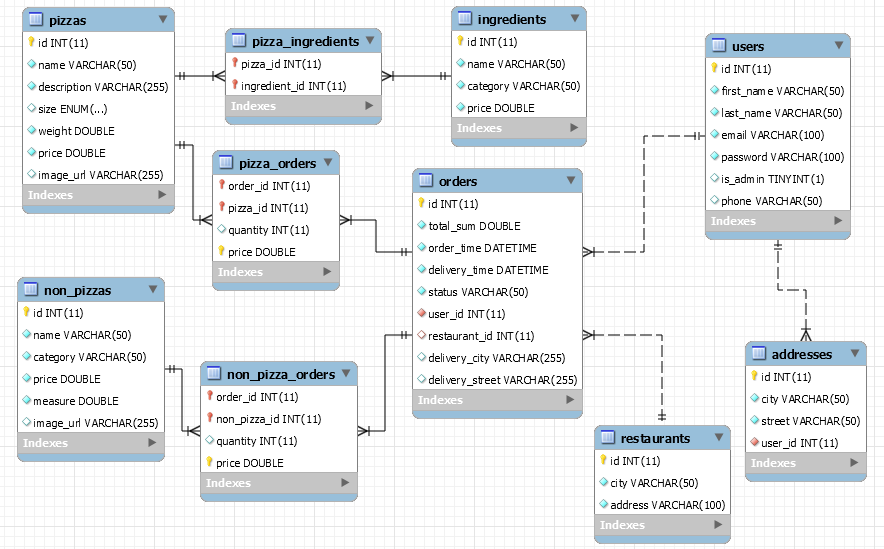 pizzas
id INT(11)
name VARCHAR(50)
description VARCHAR(255)
size ENUM(...)
weight DOUBLE
price DOUBLE
image_url VARCHAR(255)
Indexes
pizza_ingredients
pizza_id INT(11)
ingredient_id INT(11)
Indexes
ingredients
id INT(11)
name VARCHAR(50)
category VARCHAR(50)
price DOUBLE
Indexes
users
id INT(11)
first_name VARCHAR(50)
last_name VARCHAR(50)
email VARCHAR(100)
password VARCHAR(100)
is_admin TINYINT(1)
phone VARCHAR(50)
Indexes
pizza_orders
order_id INT(11)
pizza_id INT(11)
quantity INT(11)
price DOUBLE
Indexes
orders
id INT(11)
total_sum DOUBLE
order_time DATETIME
delivery_time DATETIME
status VARCHAR(50)
user_id INT(11)
restaurant_id INT(11)
delivery_city VARCHAR(255)
delivery_street VARCHAR(255)
Indexes
non_pizzas
id INT(11)
name VARCHAR(50)
category VARCHAR(50)
price DOUBLE
measure DOUBLE
image_url VARCHAR(255)
Indexes
non_pizza_orders
order_id INT(11)
non_pizza_id INT(11)
quantity INT(11)
price DOUBLE
Indexes
addresses
id INT(11)
city VARCHAR(50)
street VARCHAR(50)
user_id INT(11)
Indexes
restaurants
id INT(11)
city VARCHAR(50)
address VARCHAR(100)
Indexes